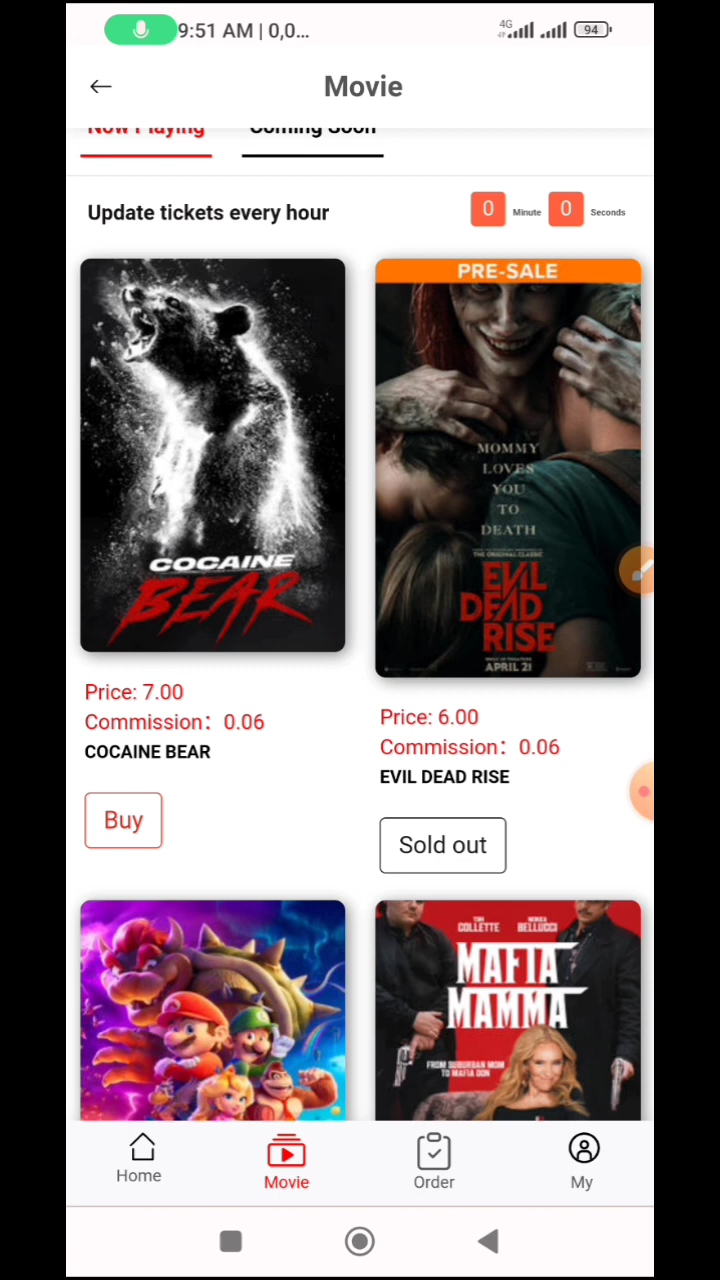 9:51 AM | 0,0...
4G
94
Movie
Now Playing
Coming Soon
Update tickets every hour
0 Minute 0 Seconds
COCAINE
BEAR
Price: 7.00
Commission： 0.06
COCAINE BEAR
Buy
PRE-SALE
MOMMY
LOVES
YOU
TO
DEATH
EVIL
DEAD
RISE
APRIL 21
Price: 6.00
Commission： 0.06
EVIL DEAD RISE
Sold out
TONI
COLLETTE
MONICA
BELLUCCI
MAFIA
MAMMA
FROM SUBURBAN MOM
TO MAFIA DON
Home
Movie
Order
My